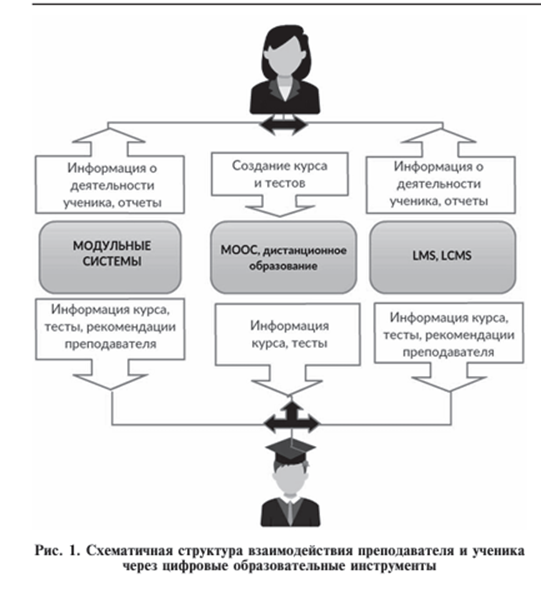 Информация о
деятельности
ученика, отчеты
Создание курса
и тестов
Информация о
деятельности
ученика, отчеты
МОДУЛЬНЫЕ
СИСТЕМЫ
МООС, дистанционное
образование
LMS, LCMS
Информация курса,
тесты, рекомендации
преподавателя
Информация
курса, тесты
Информация курса,
тесты, рекомендации
преподавателя
Рис. 1. Схематичная структура взаимодействия преподавателя и ученика
через цифровые образовательные инструменты